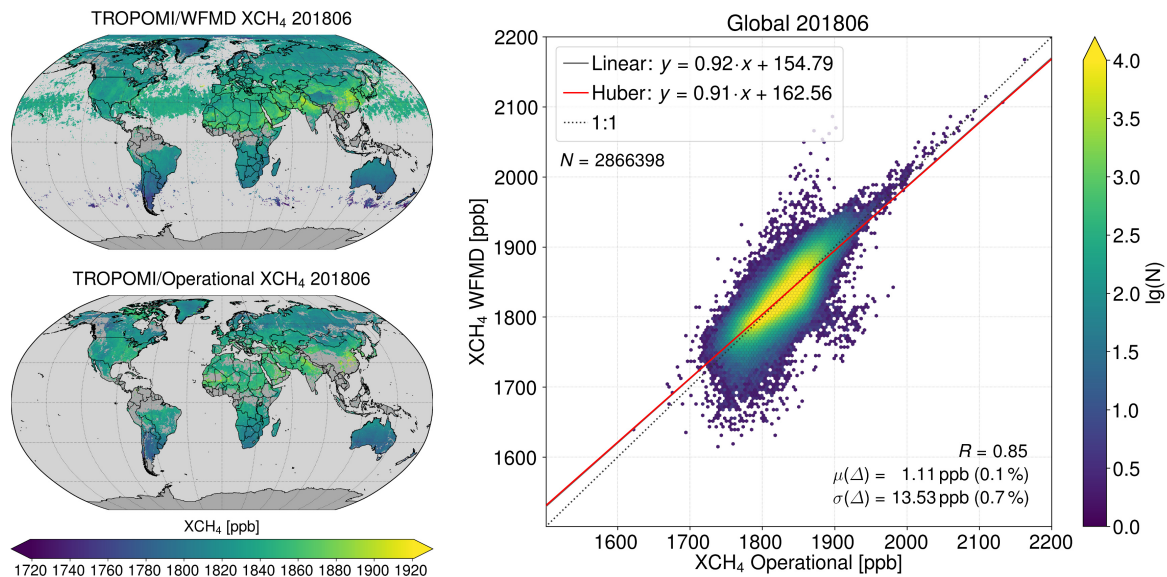 TROPOMI/WFMD XCH₄ 201806
TROPOMI/Operational XCH₄ 201806
XCH₄ [ppb]
1720 1740 1760 1780 1800 1820 1840 1860 1880 1900 1920
Global 201806
2200
2100
2000
1900
1800
1700
1600
XCH₄ WFMD [ppb]
Linear: y = 0.92·x + 154.79
Huber: y = 0.91·x + 162.56
1:1
N = 2866398
R = 0.85
μ(Δ) = 1.11 ppb (0.1 %)
σ(Δ) = 13.53 ppb (0.7 %)
1600 1700 1800 1900 2000 2100 2200
XCH₄ Operational [ppb]
4.0
3.5
3.0
2.5
2.0
1.5
1.0
0.5
0.0
lg(N)